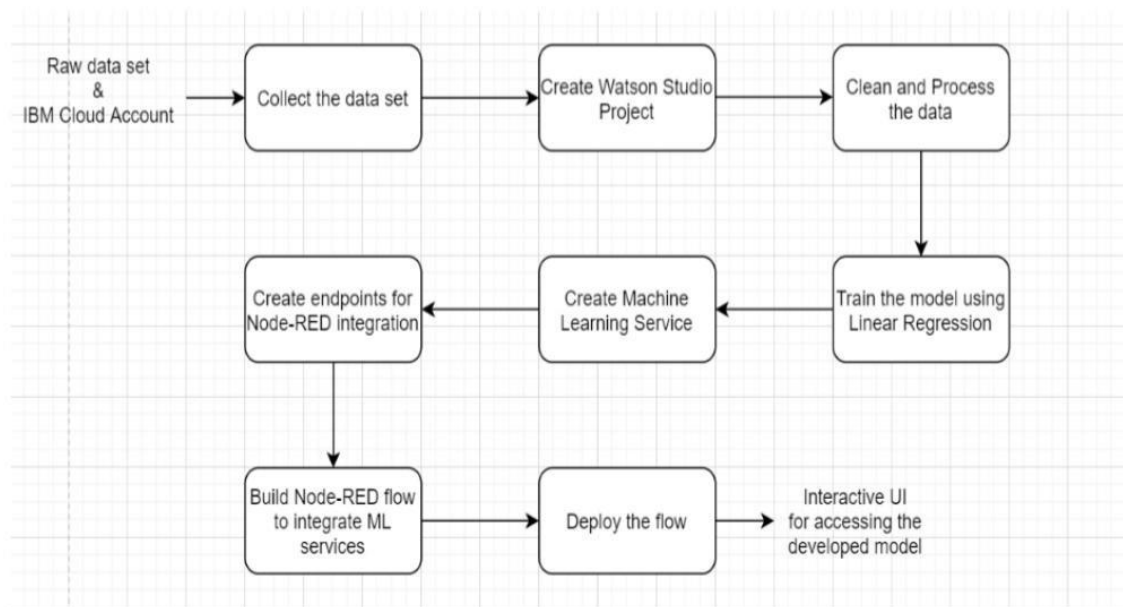 Raw data set
&
IBM Cloud Account
Collect the data set
Create Watson Studio
Project
Clean and Process
the data
Train the model using
Linear Regression
Create Machine
Learning Service
Create endpoints for
Node-RED integration
Build Node-RED flow
to integrate ML
services
Deploy the flow
Interactive UI
for accessing the
developed model